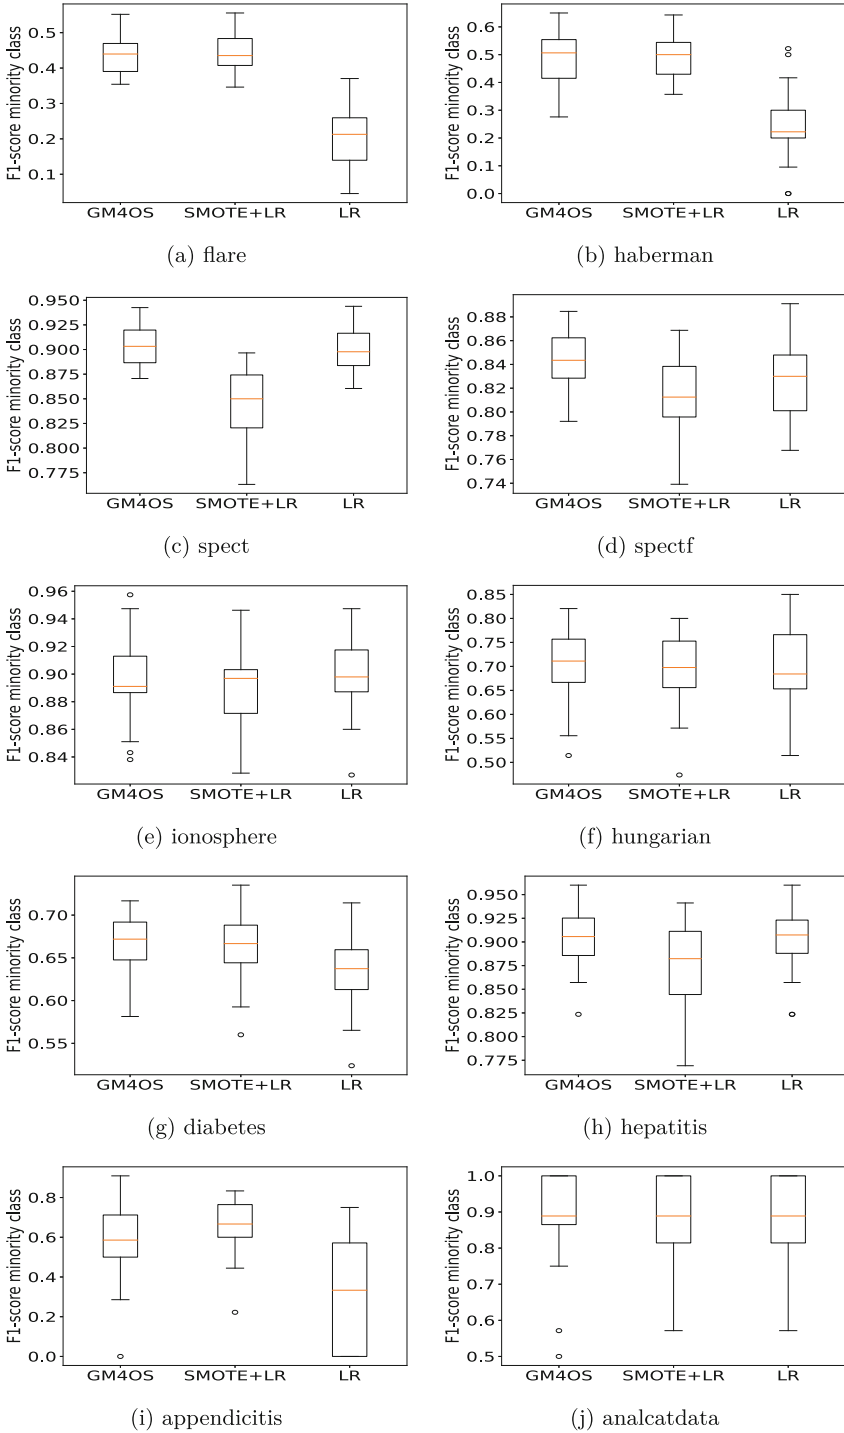 F1-score minority class
0.5
0.4
0.3
0.2
0.1
GM4OS SMOTE+LR LR
(a) flare
F1-score minority class
0.6
0.5
0.4
0.3
0.2
0.1
0.0
GM4OS SMOTE+LR LR
(b) haberman
F1-score minority class
0.950
0.925
0.900
0.875
0.850
0.825
0.800
0.775
GM4OS SMOTE+LR LR
(c) spect
F1-score minority class
0.88
0.86
0.84
0.82
0.80
0.78
0.76
0.74
GM4OS SMOTE+LR LR
(d) spectf
F1-score minority class
0.96
0.94
0.92
0.90
0.88
0.86
0.84
GM4OS SMOTE+LR LR
(e) ionosphere
F1-score minority class
0.85
0.80
0.75
0.70
0.65
0.60
0.55
0.50
GM4OS SMOTE+LR LR
(f) hungarian
F1-score minority class
0.70
0.65
0.60
0.55
GM4OS SMOTE+LR LR
(g) diabetes
F1-score minority class
0.950
0.925
0.900
0.875
0.850
0.825
0.800
0.775
GM4OS SMOTE+LR LR
(h) hepatitis
F1-score minority class
0.8
0.6
0.4
0.2
0.0
GM4OS SMOTE+LR LR
(i) appendicitis
F1-score minority class
1.0
0.9
0.8
0.7
0.6
0.5
GM4OS SMOTE+LR LR
(j) analcatdata